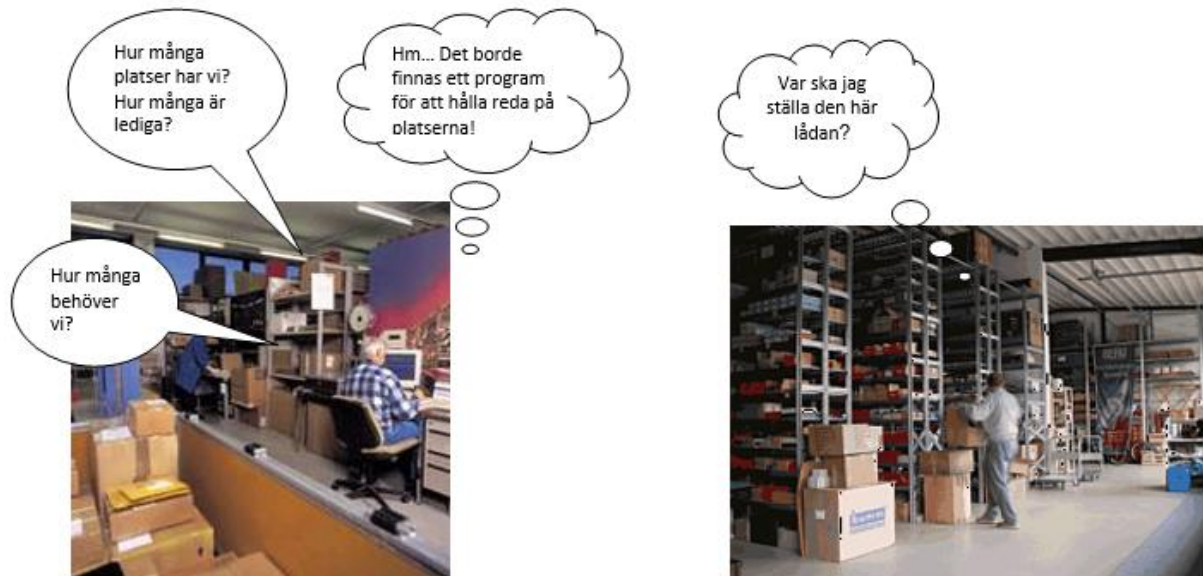 Hur många
platser har vi?
Hur många är
lediga?
Hm... Det borde
finnas ett program
för att hålla reda på
platserna!
Var ska jag
ställa den här
lådan?
Hur många
behöver
vi?